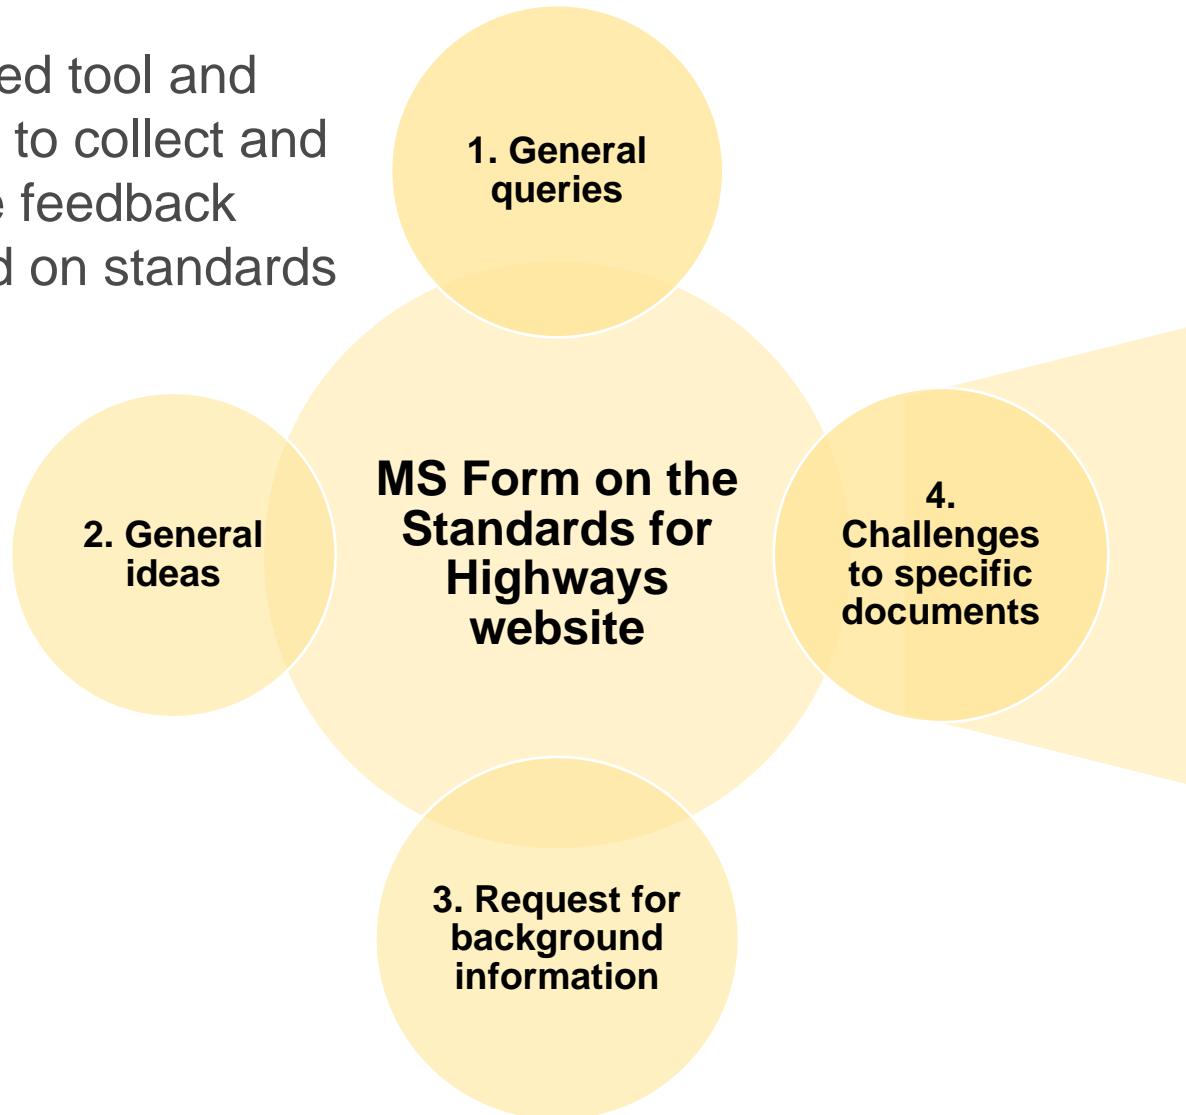 ed tool and
to collect and
e feedback
d on standards
1. General
queries
MS Form on the
Standards for
Highways
website
2. General
ideas
4.
Challenges
to specific
documents
3. Request for
background
information